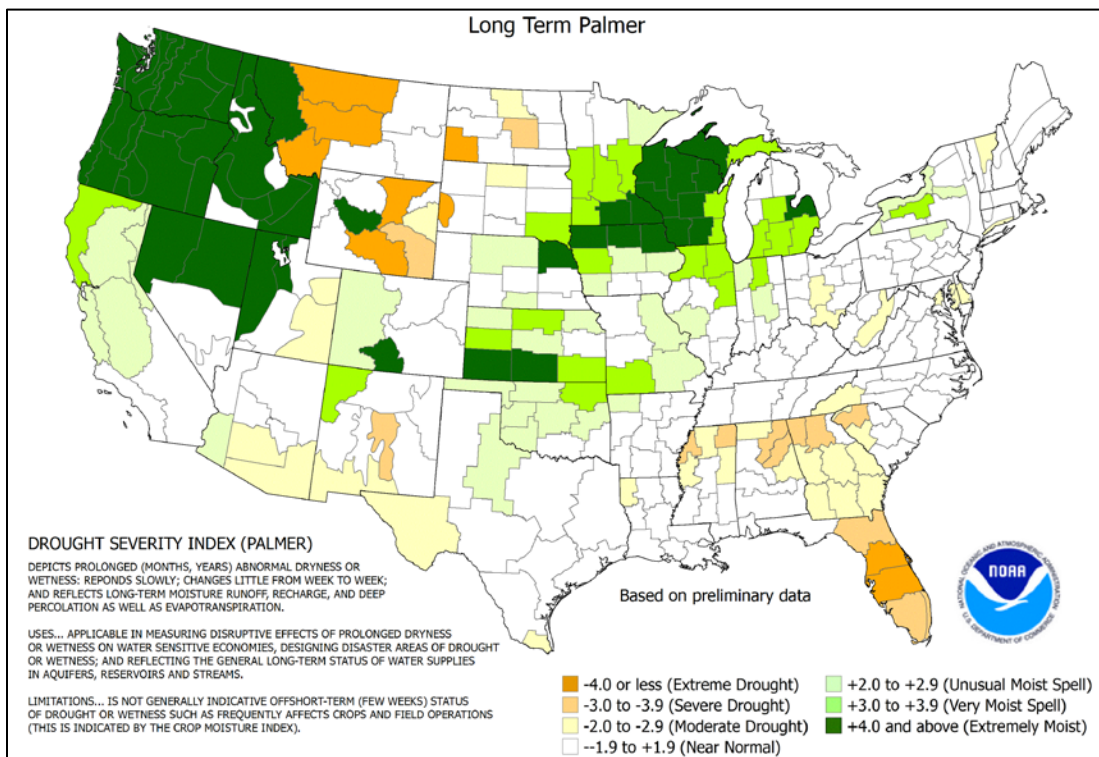 Long Term Palmer
DROUGHT SEVERITY INDEX (PALMER)
DEPICTS PROLONGED (MONTHS, YEARS) ABNORMAL DRYNESS OR
WETNESS: REPONDS SLOWLY; CHANGES LITTLE FROM WEEK TO WEEK;
AND REFLECTS LONG-TERM MOISTURE RUNOFF, RECHARGE, AND DEEP
PERCOLATION AS WELL AS EVAPOTRANSPIRATION.
USES... APPLICABLE IN MEASURING DISRUPTIVE EFFECTS OF PROLONGED DRYNESS
OR WETNESS ON WATER SENSITIVE ECONOMIES, DESIGNING DISASTER AREAS OF DROUGHT
OR WETNESS; AND REFLECTING THE GENERAL LONG-TERM STATUS OF WATER SUPPLIES
IN AQUIFERS, RESERVOIRS AND STREAMS.
LIMITATIONS... IS NOT GENERALLY INDICATIVE OFFSHORT-TERM (FEW WEEKS) STATUS
OF DROUGHT OR WETNESS SUCH AS FREQUENTLY AFFECTS CROPS AND FIELD OPERATIONS
(THIS IS INDICATED BY THE CROP MOISTURE INDEX).
Based on preliminary data
NATIONAL OCEANIC AND ATMOSPHERIC ADMINISTRATION
NOAA
U.S. DEPARTMENT OF COMMERCE
-4.0 or less (Extreme Drought)
-3.0 to -3.9 (Severe Drought)
-2.0 to -2.9 (Moderate Drought)
--1.9 to +1.9 (Near Normal)
+2.0 to +2.9 (Unusual Moist Spell)
+3.0 to +3.9 (Very Moist Spell)
+4.0 and above (Extremely Moist)